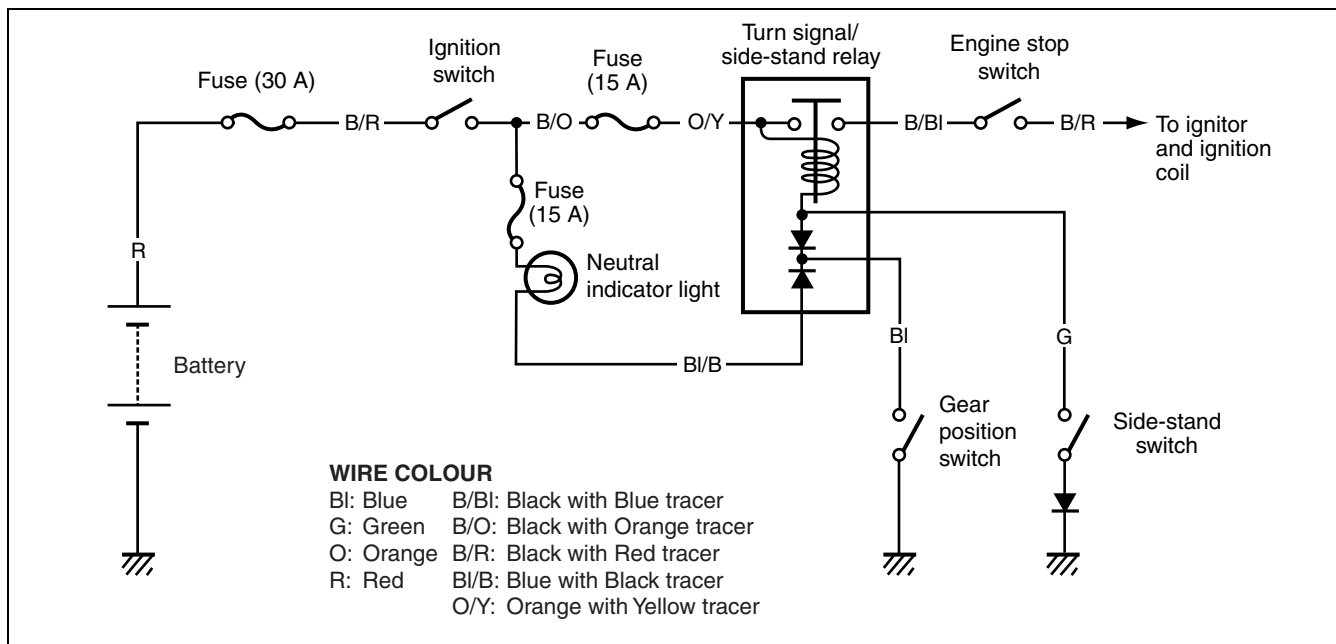 Turn signal/
side-stand relay
Ignition
switch
Fuse
(15 A)
Engine stop
switch
Fuse (30 A)
B/R
B/O
O/Y
B/Bl
B/R
To ignitor
and ignition
coil
Fuse
(15 A)
R
Neutral
indicator light
Bl
G
Battery
Bl/B
Gear
position
switch
Side-stand
switch
WIRE COLOUR
Bl: Blue B/Bl: Black with Blue tracer
G: Green B/O: Black with Orange tracer
O: Orange B/R: Black with Red tracer
R: Red Bl/B: Blue with Black tracer
O/Y: Orange with Yellow tracer